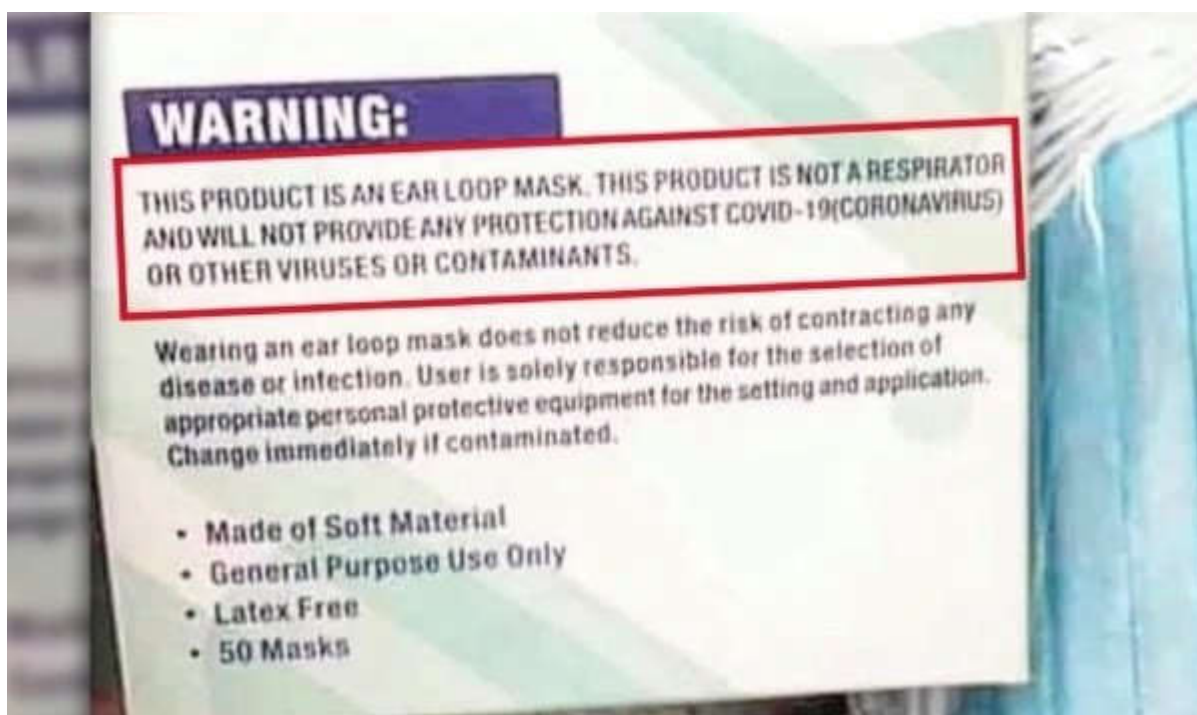 WARNING:
THIS PRODUCT IS AN EAR LOOP MASK. THIS PRODUCT IS NOT A RESPIRATOR
AND WILL NOT PROVIDE ANY PROTECTION AGAINST COVID-19(CORONAVIRUS)
OR OTHER VIRUSES OR CONTAMINANTS.
Wearing an ear loop mask does not reduce the risk of contracting any
disease or infection. User is solely responsible for the selection of
appropriate personal protective equipment for the setting and application.
Change immediately if contaminated.
• Made of Soft Material
• General Purpose Use Only
• Latex Free
• 50 Masks